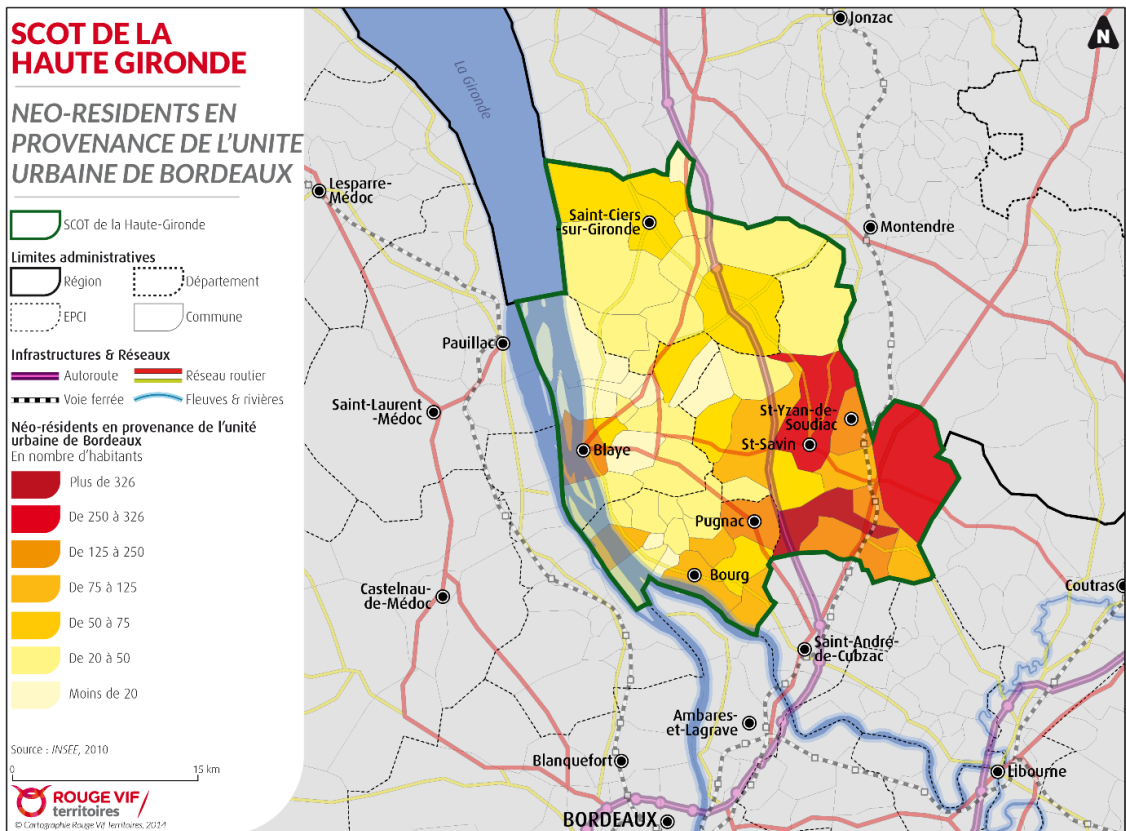 SCOT DE LA
HAUTE GIRONDE
NEO-RESIDENTS EN
PROVENANCE DE L'UNITE
URBAINE DE BORDEAUX
SCOT de la Haute-Gironde
Limites administratives
Région
Département
EPCI
Commune
Infrastructures & Réseaux
Autoroute
Réseau routier
Voie ferrée
Fleuves & rivières
Néo-résidents en provenance de l'unité
urbaine de Bordeaux
En nombre d'habitants
Plus de 326
De 250 à 326
De 125 à 250
De 75 à 125
De 50 à 75
De 20 à 50
Moins de 20
Source : INSEE, 2010
0
15 km
ROUGE VIF/
territoires
© Cartographie Rouge Vif Territoires, 2014
N
Jonzac
La Gironde
Lesparre-
Médoc
Saint-Ciers
sur-Gironde
Montendre
Pauillac
Saint-Laurent
-Médoc
St-Yzan-de-
Soudiac
St-Savin
Blaye
Pugnac
Bourg
Castelnau-
de-Médoc
Coutras
Saint-André-
de-Cubzac
Ambares-
et-Lagrave
Blanquefort
Libourne
BORDEAUX